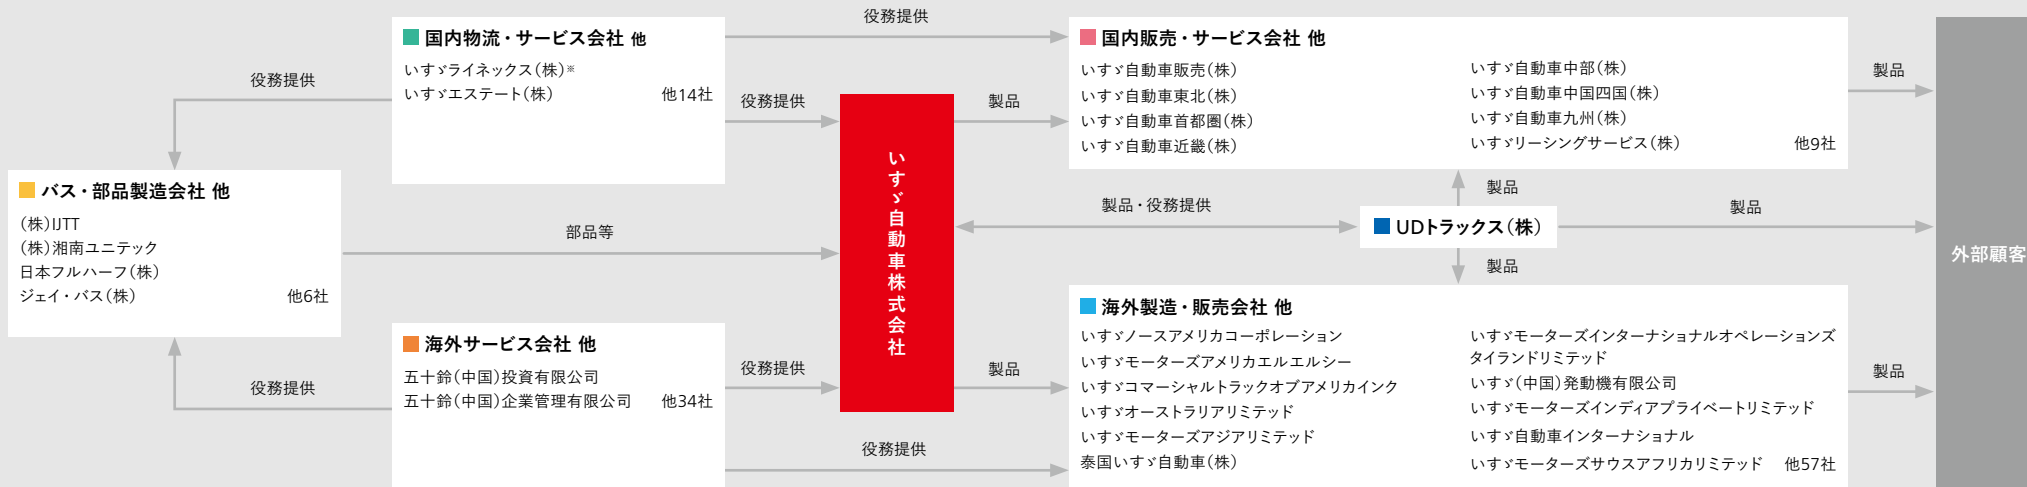 役務提供
国内物流・サービス会社 他
いすゞライネックス（株）※
いすゞエステート（株） 他14社
役務提供
役務提供
国内販売・サービス会社 他
いすゞ自動車販売（株）
いすゞ自動車東北（株）
いすゞ自動車首都圏（株）
いすゞ自動車近畿（株）
いすゞ自動車中部（株）
いすゞ自動車中国四国（株）
いすゞ自動車九州（株）
いすゞリーシングサービス（株） 他9社
製品
製品
バス・部品製造会社 他
（株）IJTT
（株）湘南ユニテック
日本フルハーフ（株）
ジェイ・バス（株） 他6社
部品等
いすゞ自動車株式会社
製品・役務提供
製品
UDトラックス（株）
製品
製品
外部顧客
海外サービス会社 他
五十鈴（中国）投資有限公司
五十鈴（中国）企業管理有限公司 他34社
役務提供
役務提供
役務提供
製品
海外製造・販売会社 他
いすゞノースアメリカコーポレーション
いすゞモーターズアメリカエルエルシー
いすゞコマーシャルトラックオブアメリカインク
いすゞオーストラリアリミテッド
いすゞモーターズアジアリミテッド
泰国いすゞ自動車（株）
いすゞモーターズインターナショナルオペレーションズ
タイランドリミテッド
いすゞ（中国）発動機有限公司
いすゞモーターズインディアプライベートリミテッド
いすゞ自動車インターナショナル
いすゞモーターズサウスアフリカリミテッド 他57社
製品